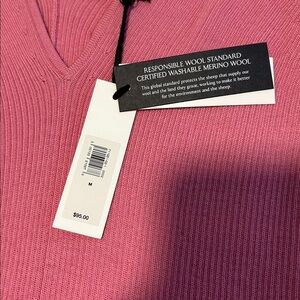 RESPONSIBLE WOOL STANDARD
CERTIFIED WASHABLE MERINO WOOL
This global standard protects the sheep that supply our
wool and the land they graze, working to make it better
for the environment and the sheep.
M
$95.00